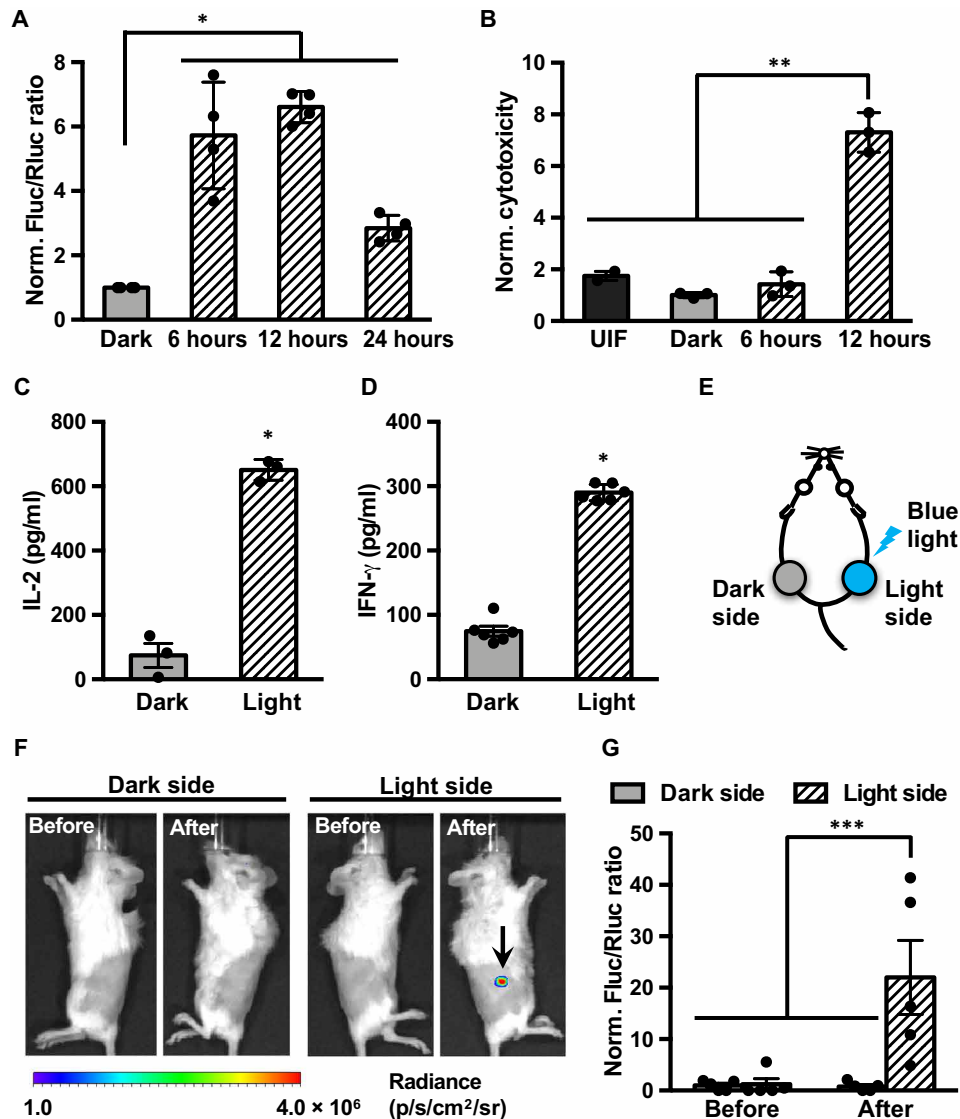 A
*
Norm. Fluc/Rluc ratio
8
6
4
2
0
Dark 6 hours 12 hours 24 hours
B
**
Norm. cytotoxicity
10
8
6
4
2
0
UIF Dark 6 hours 12 hours
C
IL-2 (pg/ml)
800
600
400
200
0
*
Dark Light
D
IFN-γ (pg/ml)
400
300
200
100
0
*
Dark Light
E
Blue
light
Dark
side
Light
side
F
Dark side Light side
Before After Before After
1.0 4.0 × 10⁶
Radiance
(p/s/cm²/sr)
G
Dark side Light side
***
Norm. Fluc/Rluc ratio
50
40
30
20
10
0
Before After